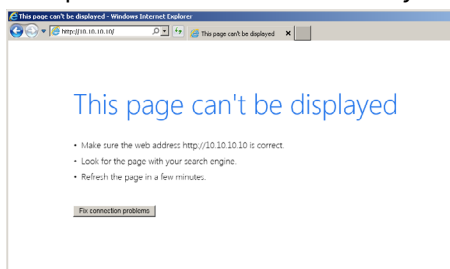 This page can't be displayed - Windows Internet Explorer
http://10.10.10.10/
This page can't be displayed
This page can't be displayed
• Make sure the web address http://10.10.10.10 is correct.
• Look for the page with your search engine.
• Refresh the page in a few minutes.
Fix connection problems